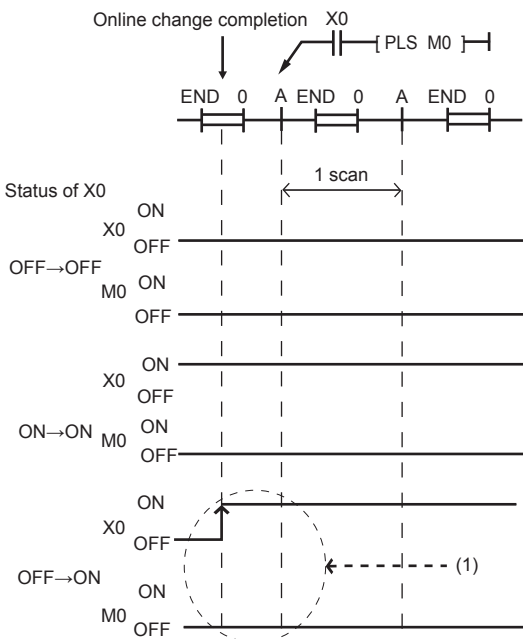 Online change completion X0
PLS M0
END 0 A END 0 A END 0
1 scan
Status of X0
ON
X0
OFF
OFF→OFF
ON
M0
OFF
ON
X0
OFF
ON→ON
ON
M0
OFF
ON
X0
OFF
(1)
OFF→ON
ON
M0
OFF